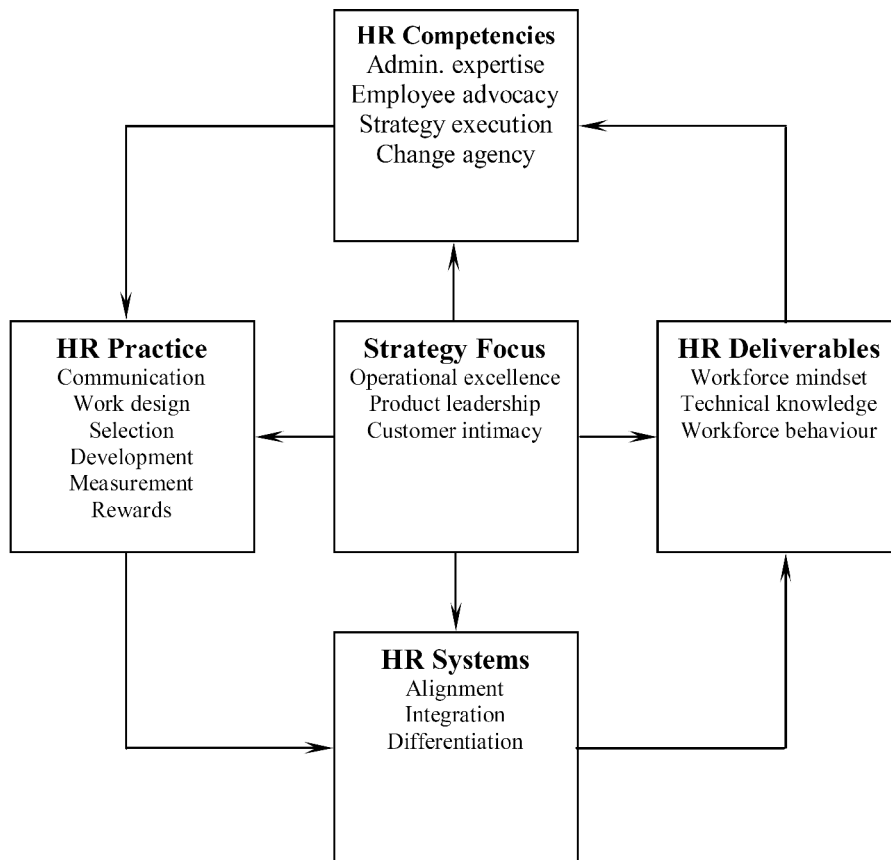 HR Competencies
Admin. expertise
Employee advocacy
Strategy execution
Change agency
HR Practice
Communication
Work design
Selection
Development
Measurement
Rewards
Strategy Focus
Operational excellence
Product leadership
Customer intimacy
HR Deliverables
Workforce mindset
Technical knowledge
Workforce behaviour
HR Systems
Alignment
Integration
Differentiation